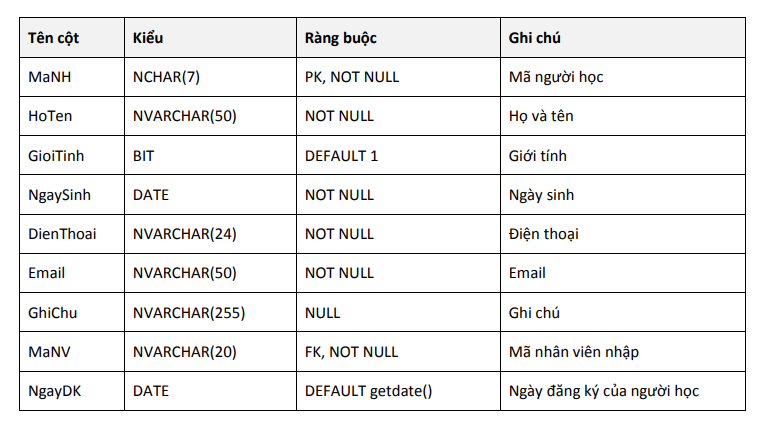 Tên cột Kiểu Ràng buộc Ghi chú
MaNH NCHAR(7) PK, NOT NULL Mã người học
HoTen NVARCHAR(50) NOT NULL Họ và tên
GioiTinh BIT DEFAULT 1 Giới tính
NgaySinh DATE NOT NULL Ngày sinh
DienThoai NVARCHAR(24) NOT NULL Điện thoại
Email NVARCHAR(50) NOT NULL Email
GhiChu NVARCHAR(255) NULL Ghi chú
MaNV NVARCHAR(20) FK, NOT NULL Mã nhân viên nhập
NgayDK DATE DEFAULT getdate() Ngày đăng ký của người học